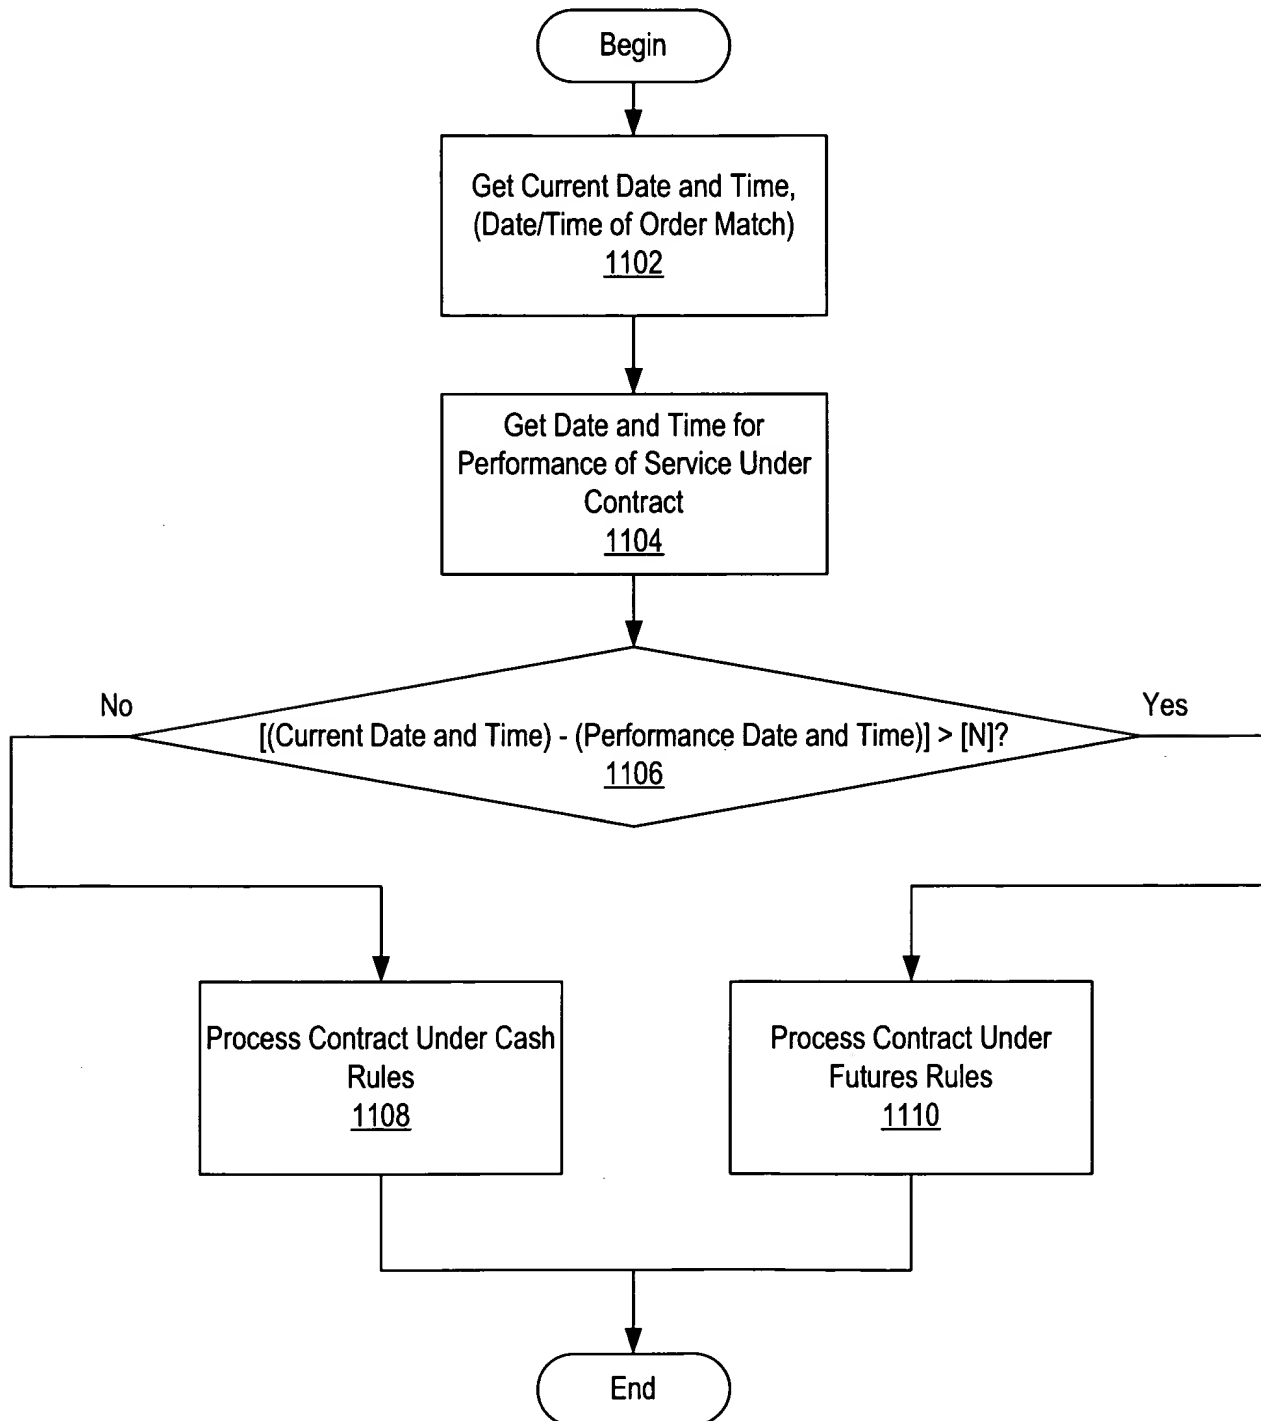 Begin
Get Current Date and Time,
(Date/Time of Order Match)
1102
Get Date and Time for
Performance of Service Under
Contract
1104
No
Yes
[(Current Date and Time) - (Performance Date and Time)] > [N]?
1106
Process Contract Under Cash
Rules
1108
Process Contract Under
Futures Rules
1110
End